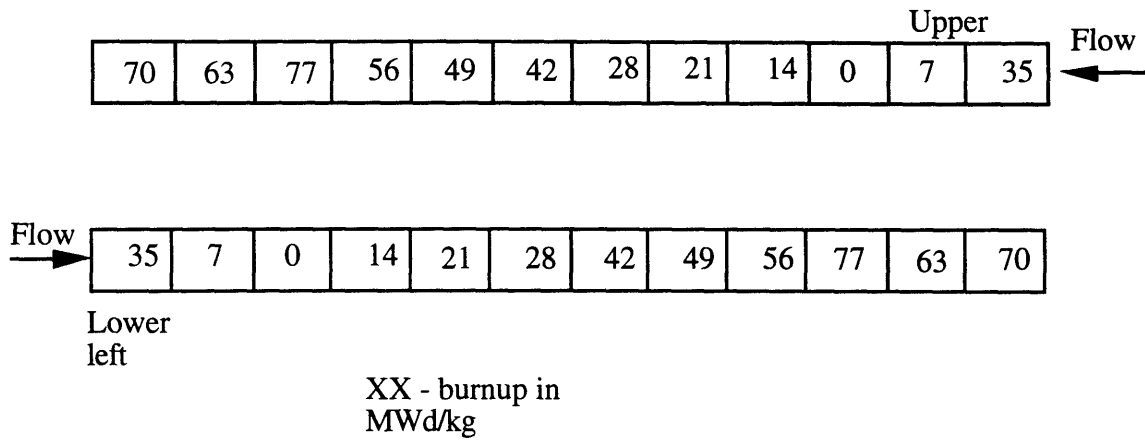 Upper
Flow
70 63 77 56 49 42 28 21 14 0 7 35
Flow
35 7 0 14 21 28 42 49 56 77 63 70
Lower
left
XX - burnup in
MWd/kg